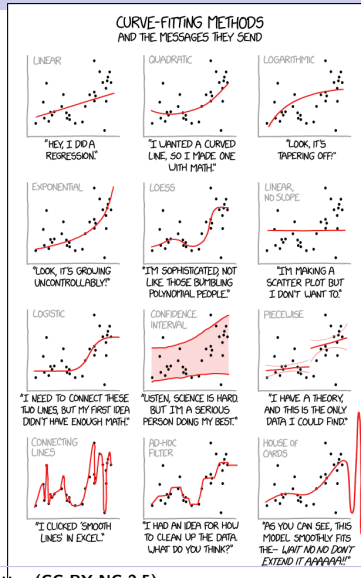 CURVE-FITTING METHODS
AND THE MESSAGES THEY SEND
LINEAR
"HEY, I DID A
REGRESSION."
QUADRATIC
"I WANTED A CURVED
LINE, SO I MADE ONE
WITH MATH."
LOGARITHMIC
"LOOK, IT'S
TAPERING OFF!"
EXPONENTIAL
"LOOK, IT'S GROWING
UNCONTROLLABLY!"
LOESS
"I'M SOPHISTICATED, NOT
LIKE THOSE BUMBLING
POLYNOMIAL PEOPLE."
LINEAR,
NO SLOPE
"I'M MAKING A
SCATTER PLOT BUT
I DON'T WANT TO."
LOGISTIC
"I NEED TO CONNECT THESE
TWO LINES, BUT MY FIRST IDEA
DIDN'T HAVE ENOUGH MATH."
CONFIDENCE
INTERVAL
"LISTEN, SCIENCE IS HARD.
BUT I'M A SERIOUS
PERSON DOING MY BEST."
PIECEWISE
"I HAVE A THEORY,
AND THIS IS THE ONLY
DATA I COULD FIND."
CONNECTING
LINES
"I CLICKED 'SMOOTH
LINES' IN EXCEL."
AD-HOC
FILTER
"I HAD AN IDEA FOR HOW
TO CLEAN UP THE DATA.
WHAT DO YOU THINK?"
HOUSE OF
CARDS
"AS YOU CAN SEE, THIS
MODEL SMOOTHLY FITS
THE- WAIT NO NO DON'T
EXTEND IT AAAAAA!!"
(CC-BY-NC 2.5)